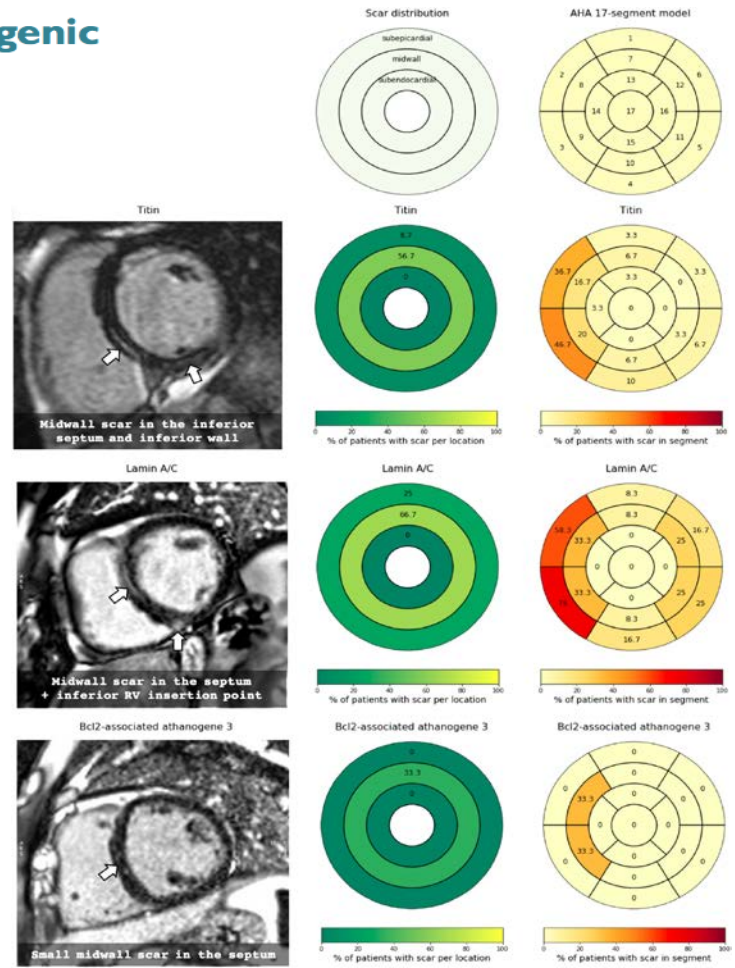 genic
Scar distribution
subepicardial
midwall
subendocardial
AHA 17-segment model
1
7
2 6
13
8 12
14 17 16
9 11
15
3 5
10
4
Titin
Midwall scar in the inferior
septum and inferior wall
Titin
6.7
56.7
0
0 20 40 60 80 100
% of patients with scar per location
Titin
3.3
6.7
36.7 3.3
3.3
16.7 0
3.3 0 0
20 3.3
0
46.7 6.7
6.7
10
0 20 40 60 80 100
% of patients with scar in segment
Lamin A/C
Midwall scar in the septum
+ inferior RV insertion point
Lamin A/C
25
66.7
0
0 20 40 60 80 100
% of patients with scar per location
Lamin A/C
8.3
8.3
58.3 16.7
0
33.3 25
0 0 0
33.3 25
0
25
8.3
16.7
0 20 40 60 80 100
% of patients with scar in segment
Bcl2-associated athanogene 3
Small midwall scar in the septum
Bcl2-associated athanogene 3
0
33.3
0
0 20 40 60 80 100
% of patients with scar per location
Bcl2-associated athanogene 3
0
0
0 0
0
33.3 0
0 0 0
33.3 0
0
0 0
0
0
0 20 40 60 80 100
% of patients with scar in segment